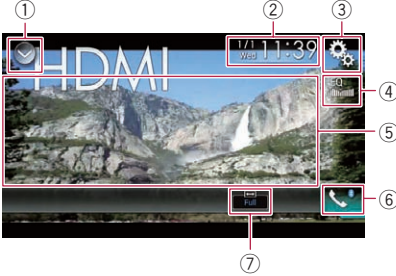 ① ② ③
HDMI
1/1
Wed 11:39
EQ
④
⑤
⑥
Full
⑦